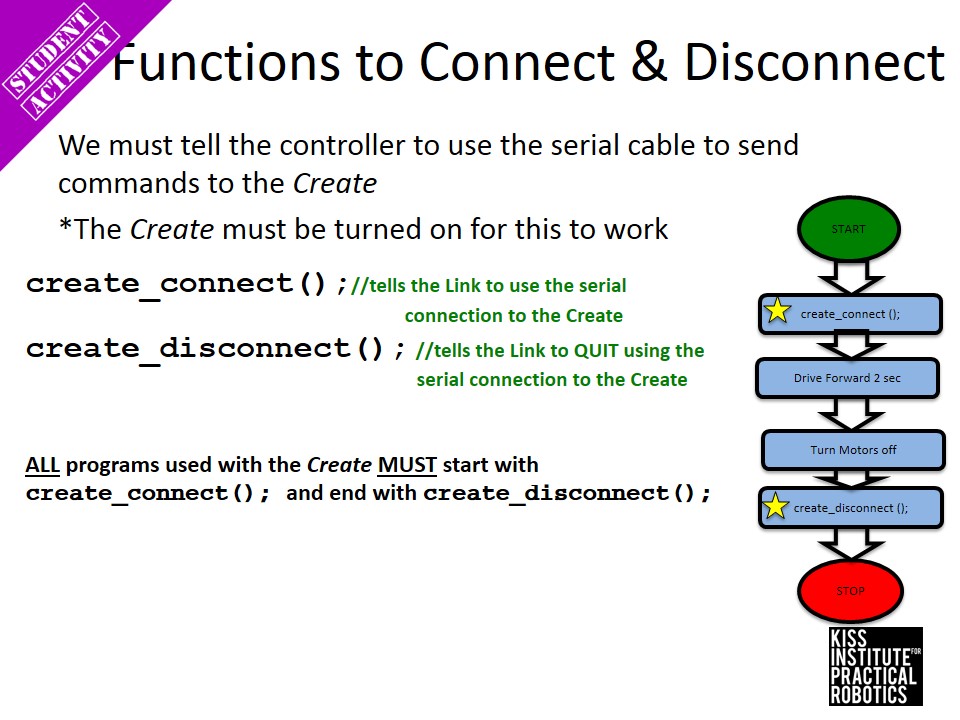 STUDENT
ACTIVITY
Functions to Connect & Disconnect
We must tell the controller to use the serial cable to send
commands to the Create
*The Create must be turned on for this to work
create_connect();//tells the Link to use the serial
connection to the Create
create_disconnect(); //tells the Link to QUIT using the
serial connection to the Create
ALL programs used with the Create MUST start with
create_connect(); and end with create_disconnect();
START
create_connect ();
Drive Forward 2 sec
Turn Motors off
create_disconnect ();
STOP
KISS
INSTITUTE FOR
PRACTICAL
ROBOTICS